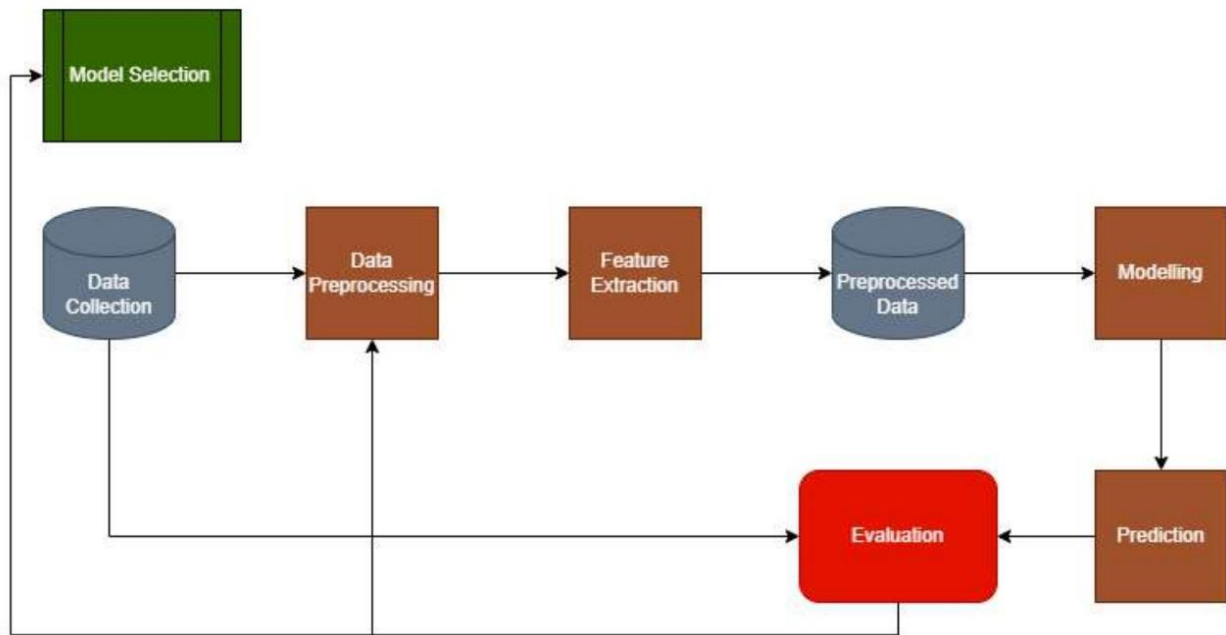 Model Selection
Data
Collection
Data
Preprocessing
Feature
Extraction
Preprocessed
Data
Modelling
Evaluation
Prediction